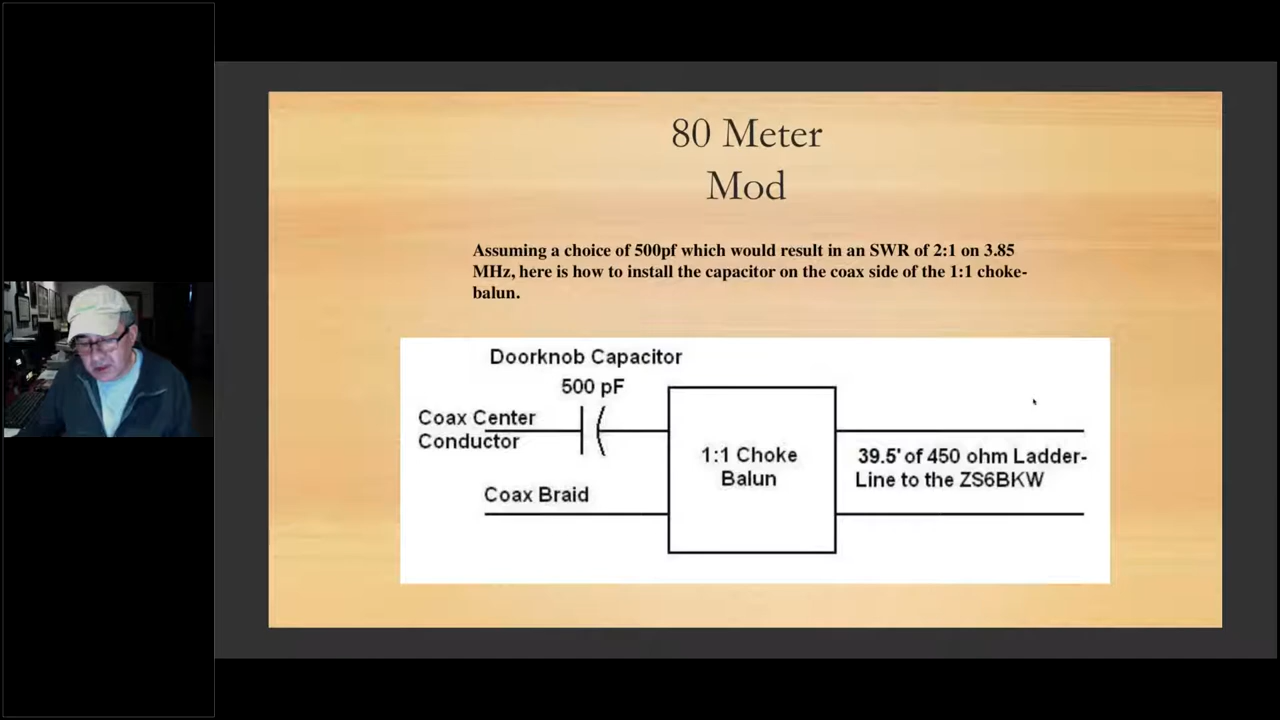 80 Meter
Mod
Assuming a choice of 500pf which would result in an SWR of 2:1 on 3.85
MHz, here is how to install the capacitor on the coax side of the 1:1 choke-
balun.
Doorknob Capacitor
500 pF
Coax Center
Conductor
Coax Braid
1:1 Choke
Balun
39.5' of 450 ohm Ladder-
Line to the ZS6BKW